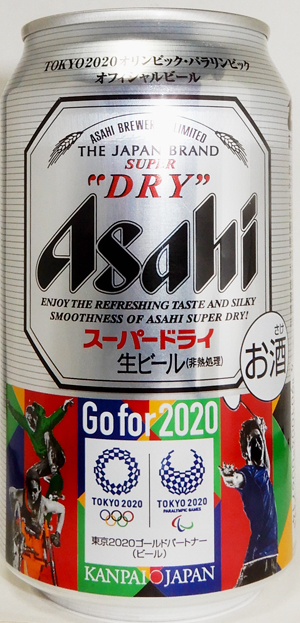 TOKYO2020オリンピック・パラリンピック
オフィシャルビール
ASAHI BREWERIES, LIMITED
THE JAPAN BRAND
SUPER
"DRY"
Asahi
ENJOY THE REFRESHING TASTE AND SILKY
SMOOTHNESS OF ASAHI SUPER DRY!
スーパードライ
生ビール(非熱処理)
さけ
お酒
Go for 2020
TOKYO 2020
TOKYO 2020
PARALYMPIC GAMES
東京2020ゴールドパートナー
(ビール)
KANPAI JAPAN